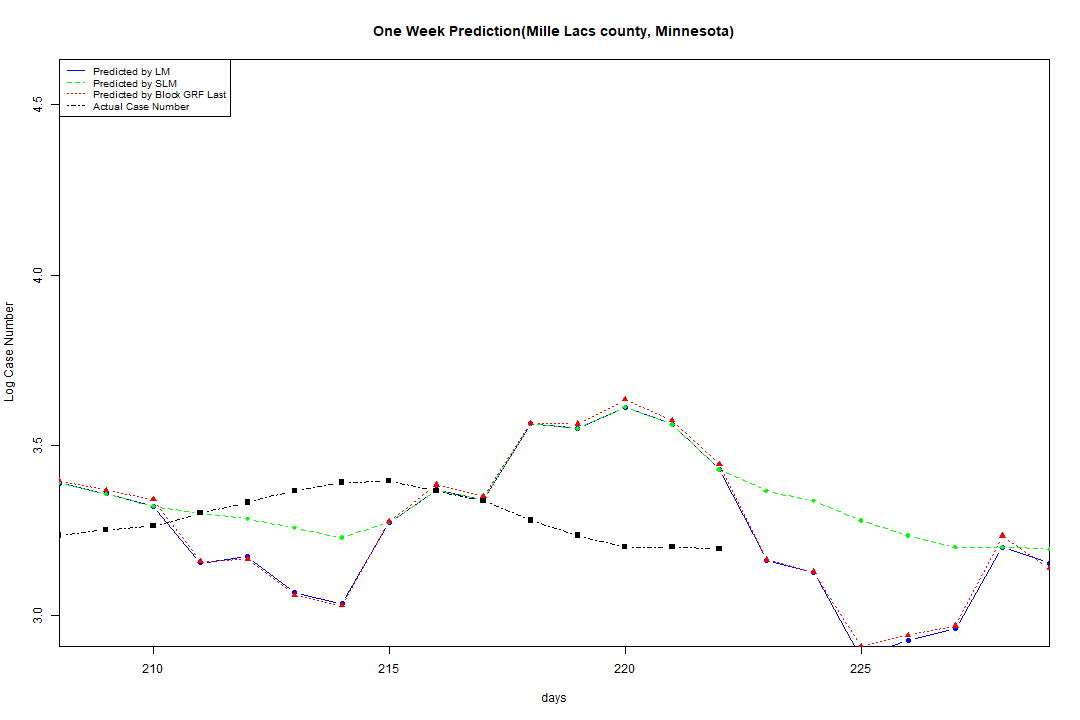 One Week Prediction(Mille Lacs county, Minnesota)
Predicted by LM
Predicted by SLM
Predicted by Block GRF Last
Actual Case Number
4.5
4.0
3.5
3.0
Log Case Number
210
215
220
225
days